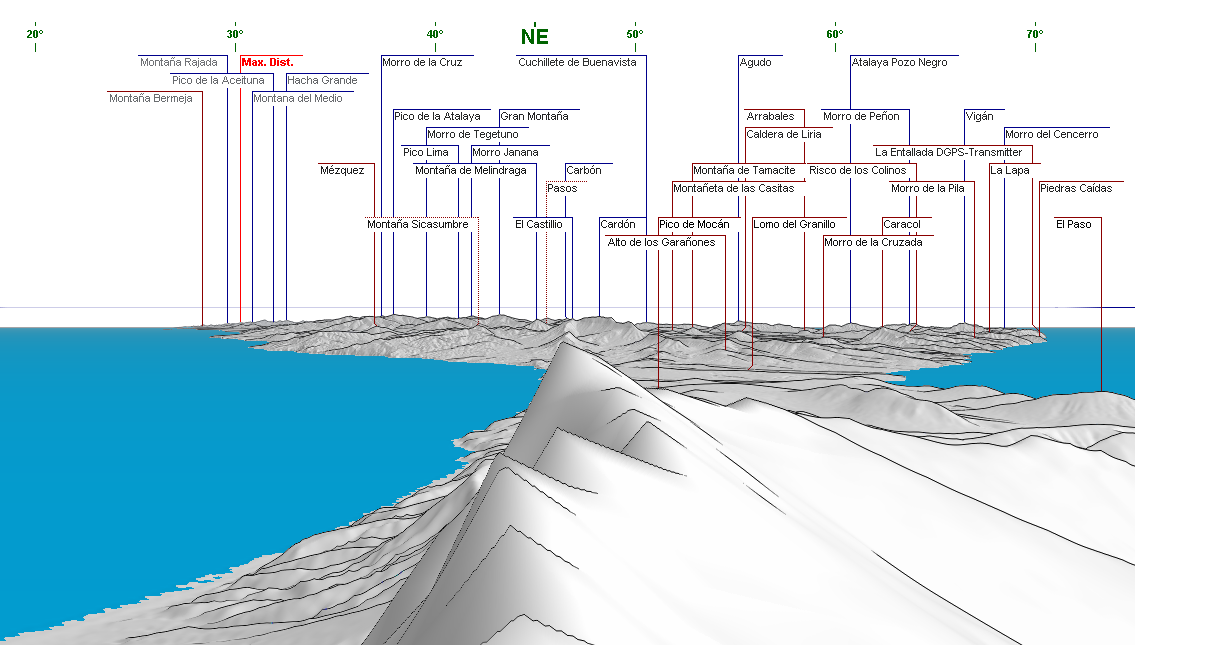 20° 30° 40° NE 50° 60° 70°
Montaña Rajada Max. Dist. Morro de la Cruz Cuchillete de Buenavista Agudo Atalaya Pozo Negro
Pico de la Aceituna Hacha Grande
Montaña Bermeja Montana del Medio
Pico de la Atalaya Gran Montaña Arrabales Morro de Peñon Vigán
Morro de Tegetuno Caldera de Liria Morro del Cencerro
Pico Lima Morro Janana La Entallada DGPS-Transmitter
Mézquez Montaña de Melindraga Carbón Montaña de Tamacite Risco de los Colinos La Lapa
Pasos Montañeta de las Casitas Morro de la Pila Piedras Caídas
Montaña Sicasumbre El Castillio Cardón Pico de Mocán Lomo del Granillo Caracol El Paso
Alto de los Garañones Morro de la Cruzada